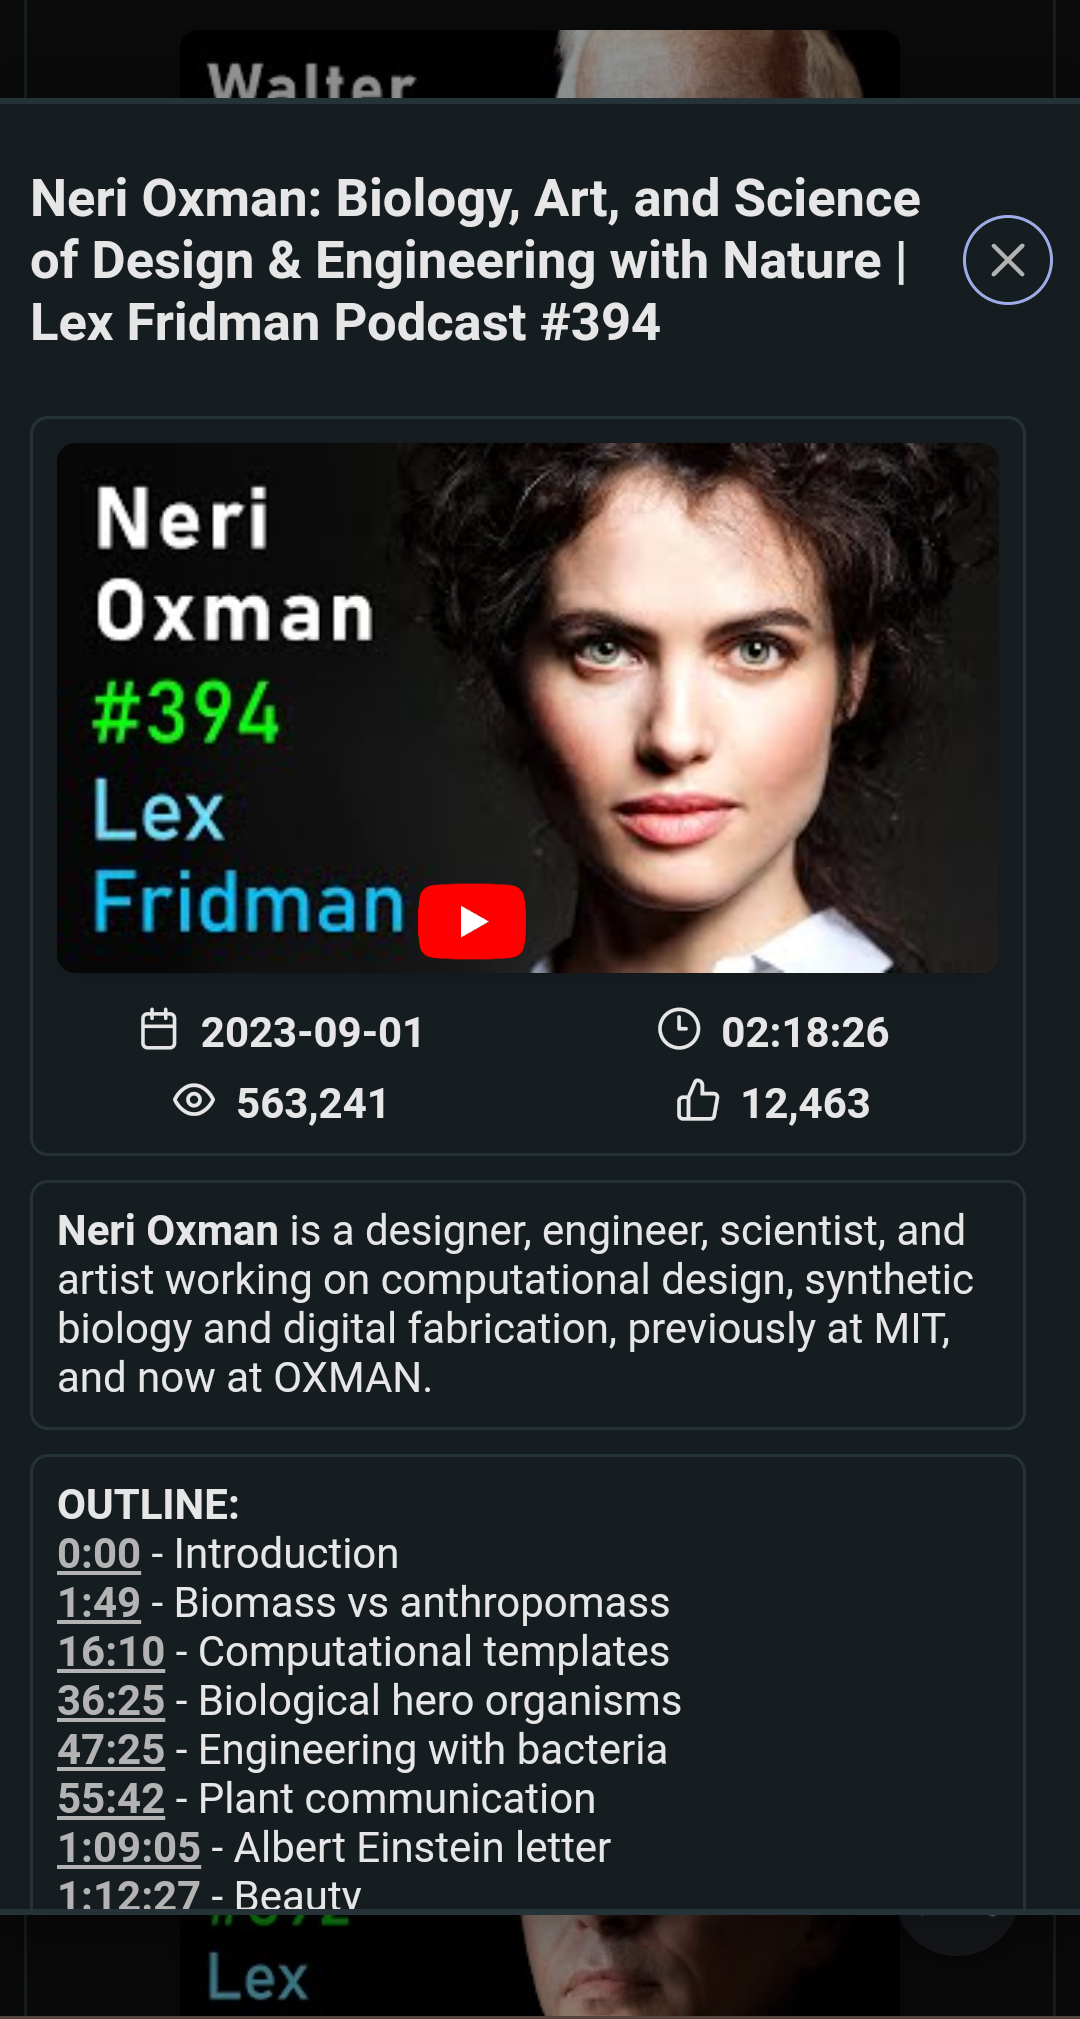 Walter
Neri Oxman: Biology, Art, and Science
of Design & Engineering with Nature |
Lex Fridman Podcast #394
Neri
Oxman
#394
Lex
Fridman
2023-09-01
02:18:26
563,241
12,463
Neri Oxman is a designer, engineer, scientist, and
artist working on computational design, synthetic
biology and digital fabrication, previously at MIT,
and now at OXMAN.
OUTLINE:
0:00 - Introduction
1:49 - Biomass vs anthropomass
16:10 - Computational templates
36:25 - Biological hero organisms
47:25 - Engineering with bacteria
55:42 - Plant communication
1:09:05 - Albert Einstein letter
1:12:27 - Beauty
#392
Lex